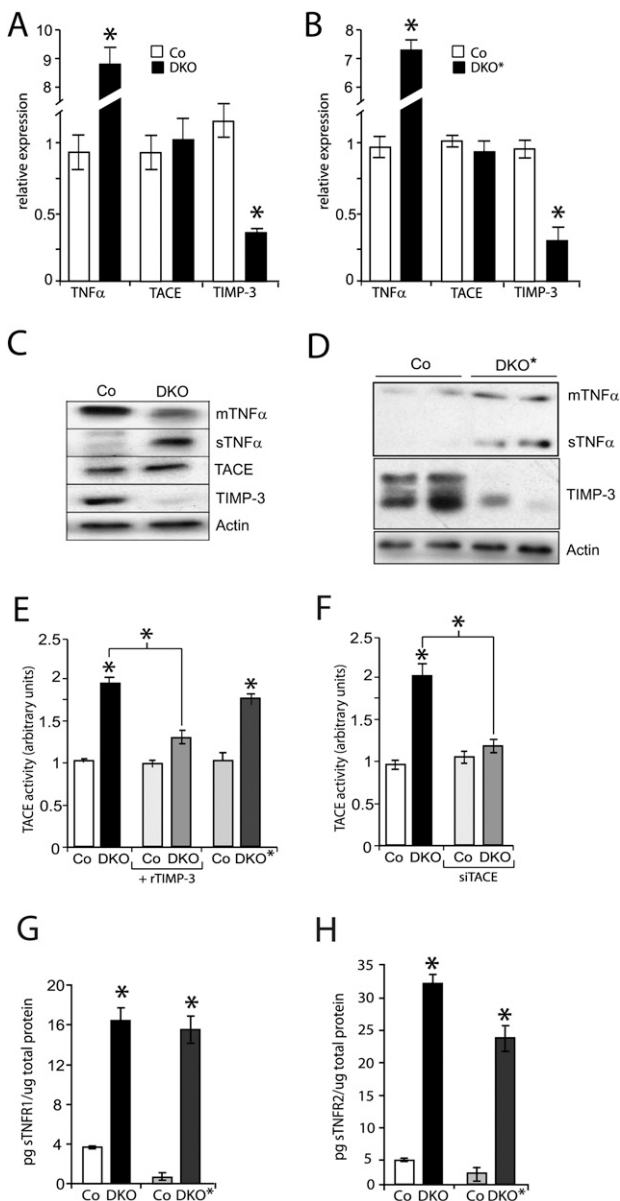 A
B
relative expression
10
9
8
1
0.5
0
*
Co
DKO
*
TNFα TACE TIMP-3
relative expression
8
7
6
1
0.5
0
*
Co
DKO*
*
TNFα TACE TIMP-3
C
Co DKO
mTNFα
sTNFα
TACE
TIMP-3
Actin
D
Co DKO*
mTNFα
sTNFα
TIMP-3
Actin
E
TACE activity (arbitrary units)
2.5
2
1.5
1
0.5
0
*
*
*
Co DKO Co DKO Co DKO*
+ rTIMP-3
F
TACE activity (arbitrary units)
2.5
2
1.5
1
0.5
0
*
*
Co DKO Co DKO
siTACE
G
pg sTNFR1/ug total protein
20
16
12
8
4
0
*
*
Co DKO Co DKO*
H
pg sTNFR2/ug total protein
35
30
25
20
15
10
5
0
*
*
Co DKO Co DKO*